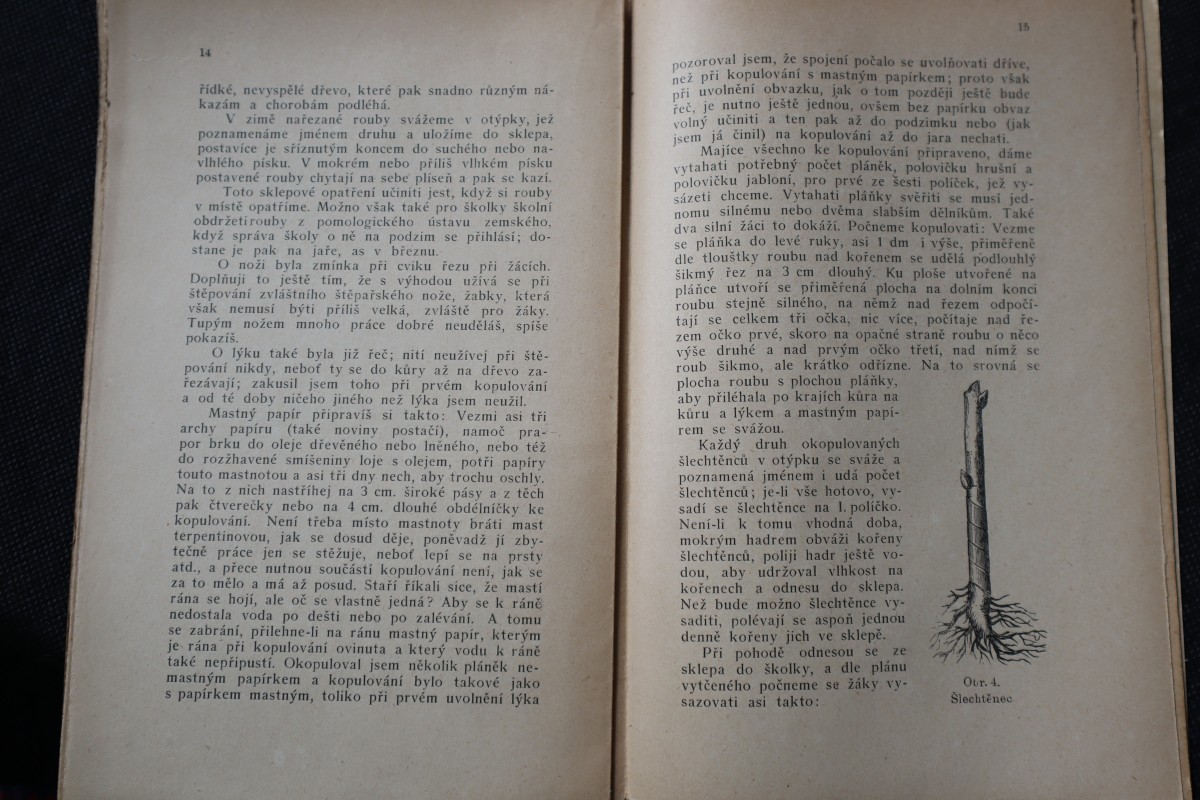 14
řídké, nevyspělé dřevo, které pak snadno různým ná-
kazám a chorobám podléhá.
V zimě nařezané rouby svážeme v otýpky, jež
poznamenáme jménem druhu a uložíme do sklepa,
postavíce je sříznutým koncem do suchého nebo na-
vlhlého písku. V mokrém nebo příliš vlhkém písku
postavené rouby chytají na sebe plíseň a pak se kazí.
Toto sklepové opatření učiniti jest, když si rouby
v místě opatříme. Možno však také pro školky školní
obdržeti rouby z pomologického ústavu zemského,
když správa školy o ně na podzim se přihlásí; do-
stane je pak na jaře, as v březnu.
O noži byla zmínka při cviku řezu při žácích.
Doplňuji to ještě tím, že s výhodou užívá se při
štěpování zvláštního štěpařského nože, žabky, která
však nemusí býti příliš velká, zvláště pro žáky.
Tupým nožem mnoho práce dobré neuděláš, spíše
pokazíš.
O lýku také byla již řeč; nití neužívej při ště-
pování nikdy, neboť ty se do kůry až na dřevo za-
řezávají; zakusil jsem toho při prvém kopulování
a od té doby ničeho jiného než lýka jsem neužil.
Mastný papír připravíš si takto: Vezmi asi tři
archy papíru (také noviny postačí), namoč pra-
por brku do oleje dřevěného nebo lněného, nebo též
do rozžhavené smíšeniny loje s olejem, potři papíry
touto mastnotou a asi tři dny nech, aby trochu oschly.
Na to z nich nastříhej na 3 cm. široké pásy a z těch
pak čtverečky nebo na 4 cm. dlouhé obdélníčky ke
kopulování. Není třeba místo mastnoty bráti mast
terpentinovou, jak se dosud děje, poněvadž jí zby-
tečně práce jen se stěžuje, neboť lepí se na prsty
atd., a přece nutnou součástí kopulování není, jak se
za to mělo a má až posud. Staří říkali sice, že mastí
rána se hojí, ale oč se vlastně jedná? Aby se k ráně
nedostala voda po dešti nebo po zalévání. A tomu
se zabrání, přilehne-li na ránu mastný papír, kterým
je rána při kopulování ovinuta a který vodu k ráně
také nepřipustí. Okopuloval jsem několik pláněk ne-
mastným papírkem a kopulování bylo takové jako
s papírkem mastným, toliko při prvém uvolnění lýka
15
pozoroval jsem, že spojení počalo se uvolňovati dříve,
než při kopulování s mastným papírkem; proto však
při uvolnění obvazku, jak o tom později ještě bude
řeč, je nutno ještě jednou, ovšem bez papírku obvaz
volný učiniti a ten pak až do podzimku nebo (jak
jsem já činil) na kopulování až do jara nechati.
Majíce všechno ke kopulování připraveno, dáme
vytahati potřebný počet pláněk, polovičku hrušní a
polovičku jabloní, pro prvé ze šesti políček, jež vy-
sázeti chceme. Vytahati pláňky svěřiti se musí jed-
nomu silnému nebo dvěma slabším dělníkům. Také
dva silní žáci to dokáží. Počneme kopulovati: Vezme
se pláňka do levé ruky, asi 1 dm i výše, přiměřeně
dle tloušťky roubu nad kořenem se udělá podlouhlý
šikmý řez na 3 cm dlouhý. Ku ploše utvořené na
pláňce utvoří se přiměřená plocha na dolním konci
roubu stejně silného, na němž nad řezem odpočí-
tají se celkem tři očka, nic více, počítaje nad ře-
zem očko prvé, skoro na opačné straně roubu o něco
výše druhé a nad prvým očko třetí, nad nímž se
roub šikmo, ale krátko odřízne. Na to srovná se
plocha roubu s plochou pláňky,
aby přiléhala po krajích kůra na
kůru a lýkem a mastným papí-
rem se svážou.
Každý druh okopulovaných
šlechtěnců v otýpku se sváže a
poznamená jménem i udá počet
šlechtěnců; je-li vše hotovo, vy-
sadí se šlechtěnce na I. políčko.
Není-li k tomu vhodná doba,
mokrým hadrem obváži kořeny
šlechtěnců, poliji hadr ještě vo-
dou, aby udržoval vlhkost na
kořenech a odnesu do sklepa.
Než bude možno šlechtěnce vy-
saditi, polévají se aspoň jednou
denně kořeny jich ve sklepě.
Při pohodě odnesou se ze
sklepa do školky, a dle plánu
vytčeného počneme se žáky vy-
sazovati asi takto:
Obr. 4.
Šlechtěnec